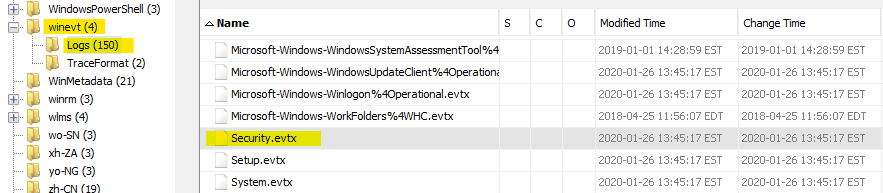 WindowsPowerShell (3)
winevt (4)
Logs (150)
TraceFormat (2)
WinMetadata (21)
winrm (3)
wlms (4)
wo-SN (3)
xh-ZA (3)
yo-NG (3)
zh-CN (19)
Name S C O Modified Time Change Time
Microsoft-Windows-WindowsSystemAssessmentTool%4 2019-01-01 14:28:59 EST 2019-01-01 14:28:59 EST
Microsoft-Windows-WindowsUpdateClient%4Operational 2020-01-26 13:45:17 EST 2020-01-26 13:45:17 EST
Microsoft-Windows-Winlogon%4Operational.evtx 2020-01-26 13:45:17 EST 2020-01-26 13:45:17 EST
Microsoft-Windows-WorkFolders%4WHC.evtx 2018-04-25 11:56:07 EDT 2018-04-25 11:56:07 EDT
Security.evtx 2020-01-26 13:45:17 EST 2020-01-26 13:45:17 EST
Setup.evtx 2020-01-26 13:45:17 EST 2020-01-26 13:45:17 EST
System.evtx 2020-01-26 13:45:17 EST 2020-01-26 13:45:17 EST